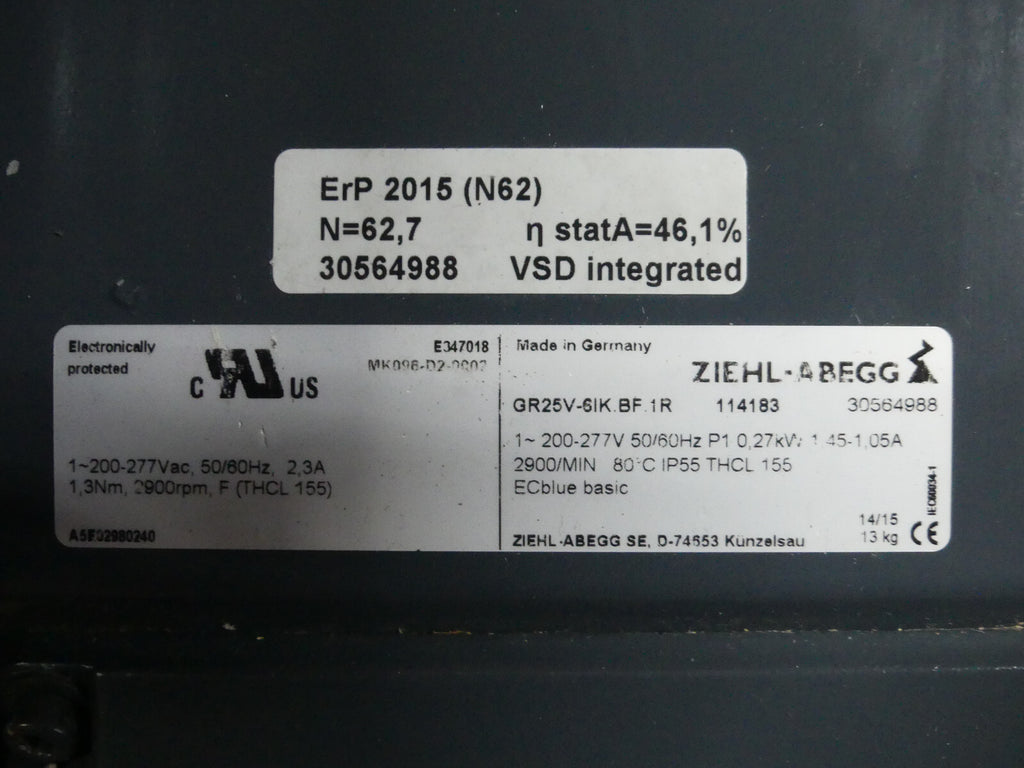 ErP 2015 (N62)
N=62,7 η statA=46,1%
30564988 VSD integrated
Electronically
protected
E347018
C US
1~200-277Vac, 50/60Hz, 2,3A
1,3Nm, 2900rpm, F (THCL 155)
A5E02980240
Made in Germany
ZIEHL-ABEGG
GR25V-6IK.BF.1R 114183 30564988
1~ 200-277V 50/60Hz P1 0,27kW 1,45-1,05A
2900/MIN 80°C IP55 THCL 155
ECblue basic
IEC60034-1
14/15
ZIEHL-ABEGG SE, D-74653 Künzelsau 13 kg CE